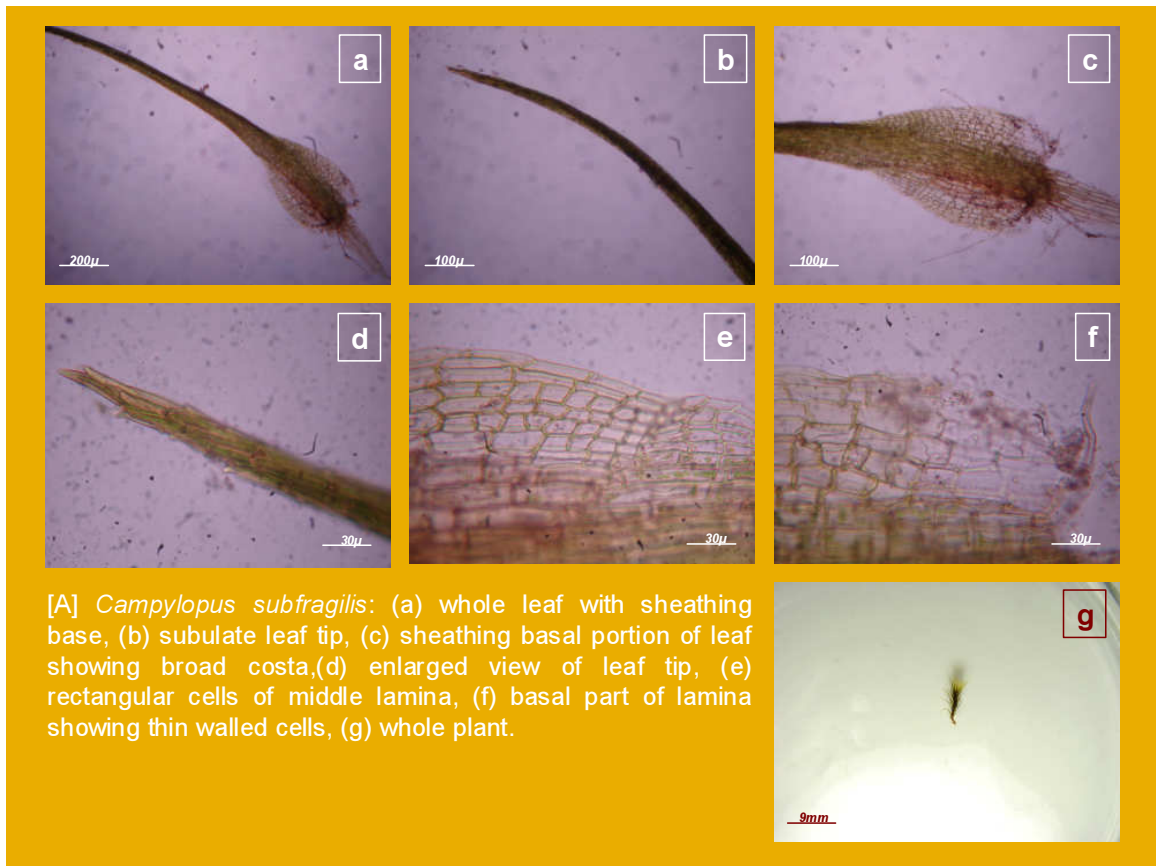 a
b
c
200µ
100µ
100µ
d
e
f
30µ
30µ
30µ
[A] Campylopus subfragilis: (a) whole leaf with sheathing
base, (b) subulate leaf tip, (c) sheathing basal portion of leaf
showing broad costa,(d) enlarged view of leaf tip, (e)
rectangular cells of middle lamina, (f) basal part of lamina
showing thin walled cells, (g) whole plant.
g
9mm